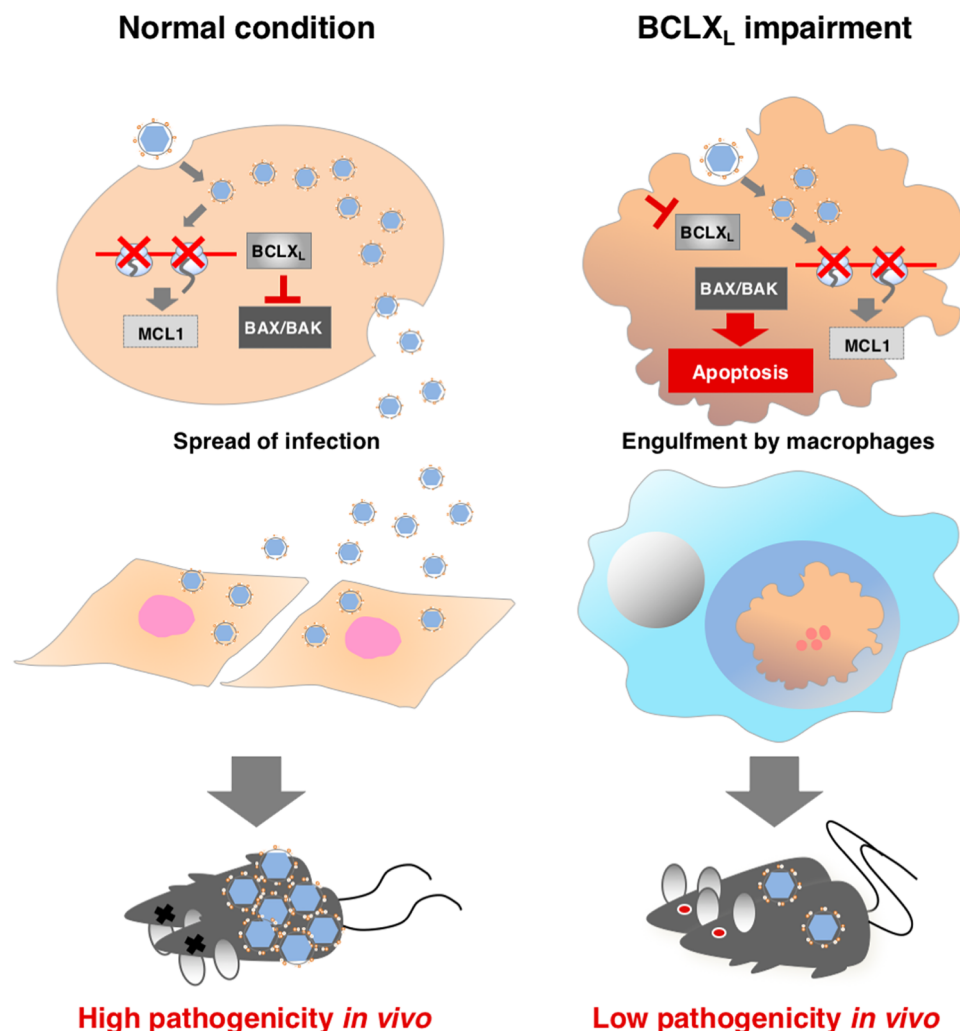 Normal condition
BCLXL impairment
BCLXL
BAX/BAK
MCL1
BCLXL
BAX/BAK
MCL1
Apoptosis
Spread of infection
Engulfment by macrophages
High pathogenicity in vivo
Low pathogenicity in vivo